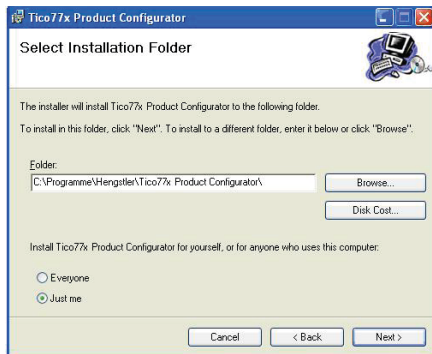 Tico77x Product Configurator
Select Installation Folder
The installer will install Tico77x Product Configurator to the following folder.
To install in this folder, click "Next". To install to a different folder, enter it below or click "Browse".
Folder:
C:\Programme\Hengstler\Tico77x Product Configurator\
Browse...
Disk Cost...
Install Tico77x Product Configurator for yourself, or for anyone who uses this computer:
Everyone
Just me
Cancel
< Back
Next >